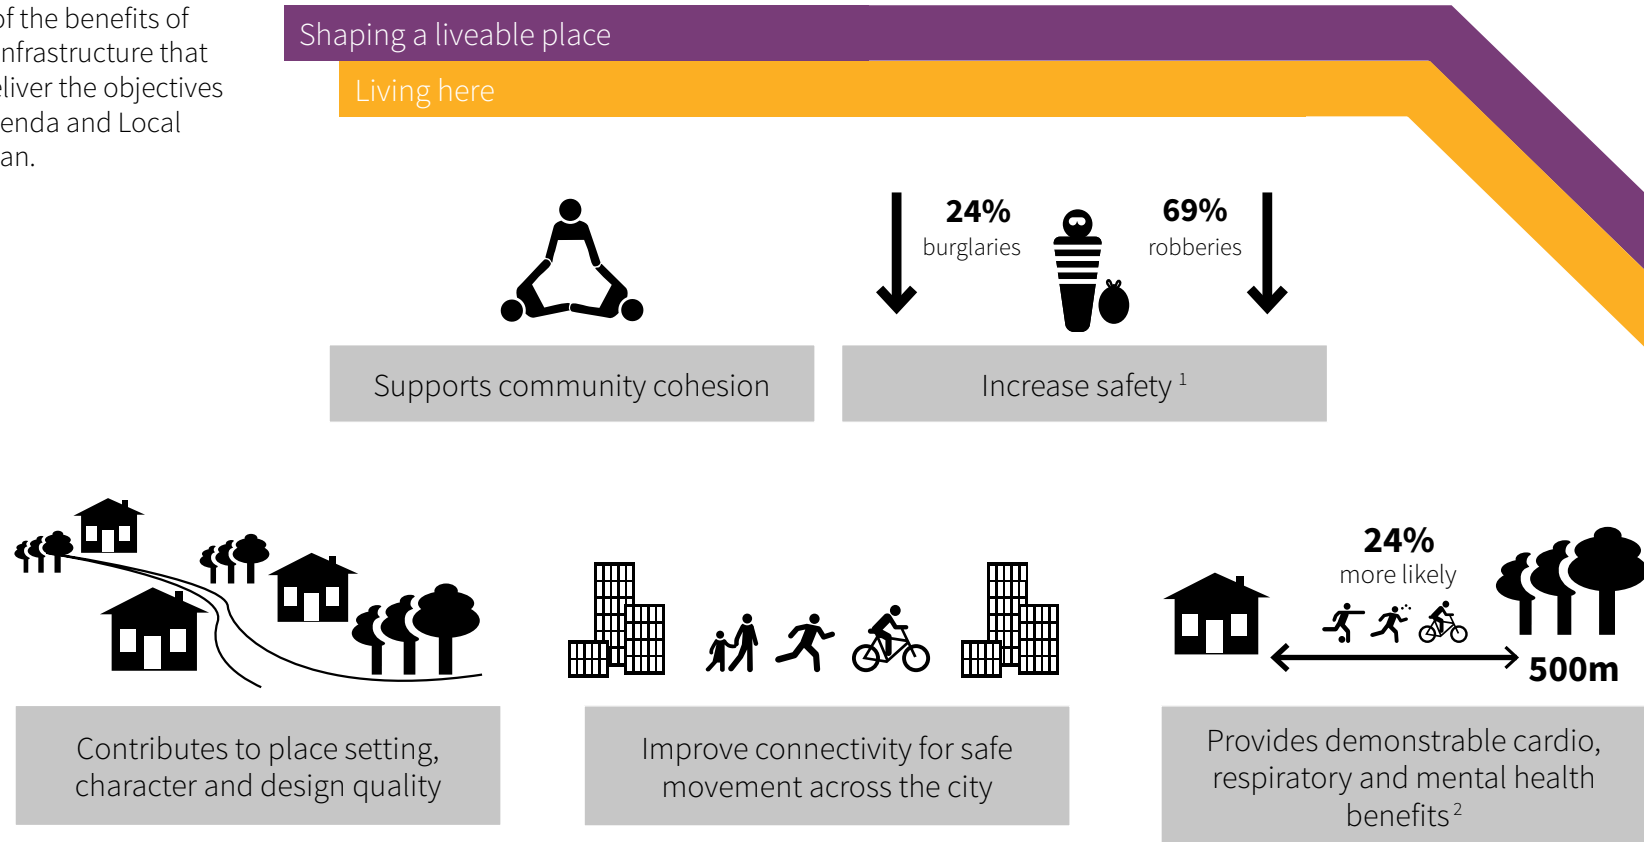 of the benefits of
nfrastructure that
eliver the objectives
enda and Local
an.
Shaping a liveable place
Living here
24%
burglaries
69%
robberies
Supports community cohesion
Increase safety 1
24%
more likely
500m
Contributes to place setting,
character and design quality
Improve connectivity for safe
movement across the city
Provides demonstrable cardio,
respiratory and mental health
benefits 2